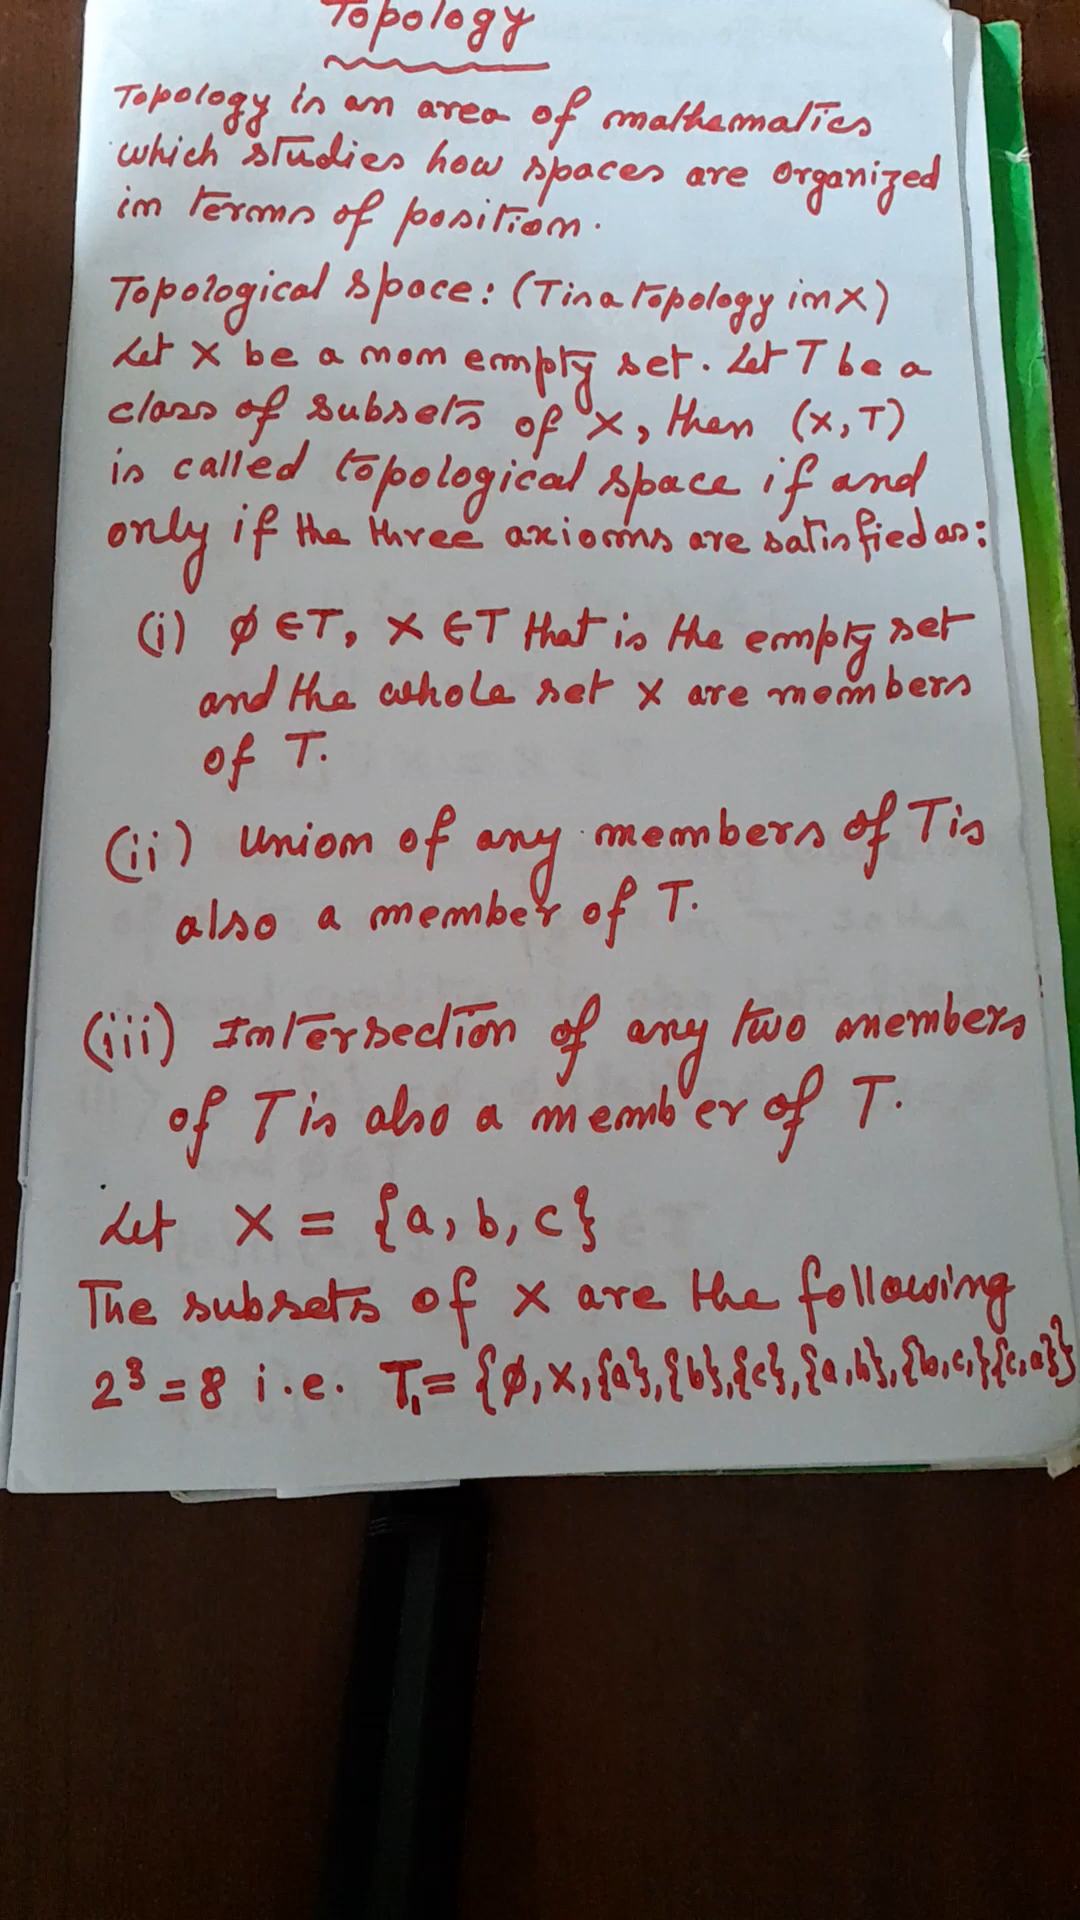 Topology
Topology is an area of mathematics
which studies how spaces are organized
in terms of position.
Topological space: (T is a topology in X)
Let X be a non empty set. Let T be a
class of subsets of X, then (X, T)
is called topological space if and
only if the three axioms are satisfied as:
(i) ϕ ∈ T, X ∈ T that is the empty set
and the whole set X are members
of T.
(ii) Union of any members of T is
also a member of T.
(iii) Intersection of any two members
of T is also a member of T.
Let X = {a, b, c}
The subsets of X are the following
2³ = 8 i.e. T₁ = {ϕ, X, {a}, {b}, {c}, {a, b}, {b, c,} {c, a}}